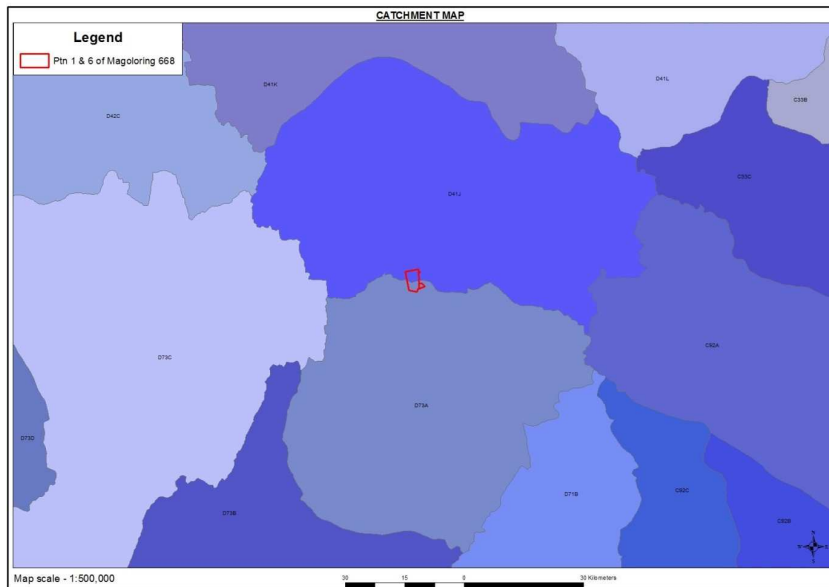 CATCHMENT MAP
Legend
Ptn 1 & 6 of Magoloring 668
D41K
D41L
C33B
D42C
C33C
D41J
C92A
D73C
D73A
D73D
D71B
C92C
D73B
C92B
N
Map scale - 1:500,000
30 15 0 30 Kilometers